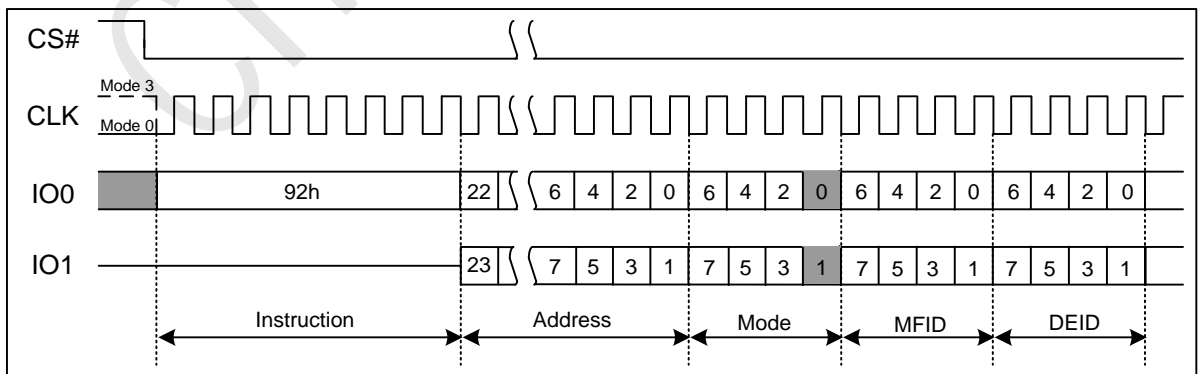 CS#
Mode 3
CLK
Mode 0
IO0 92h 22 6 4 2 0 6 4 2 0 6 4 2 0 6 4 2 0
IO1 23 7 5 3 1 7 5 3 1 7 5 3 1 7 5 3 1
Instruction Address Mode MFID DEID